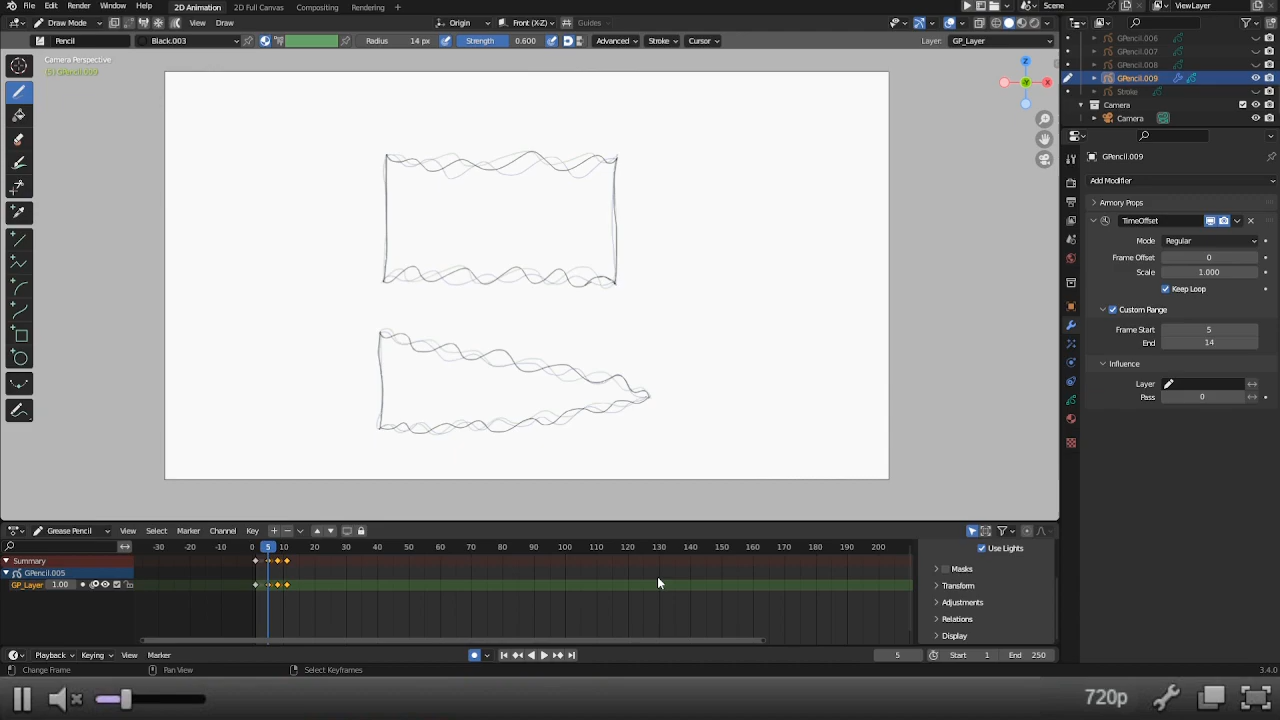 File Edit Render Window Help 2D Animation 2D Full Canvas Compositing Rendering + Scene ViewLayer
Draw Mode View Draw Origin Front (X-Z) Guides
Pencil Black.003 Radius 14 px Strength 0.600 Advanced Stroke Cursor Layer: GP_Layer
Camera Perspective
(5) GPencil.009
Z
X
-Y
GPencil.006
GPencil.007
GPencil.008
GPencil.009
Stroke
Camera
Camera
GPencil.009
Add Modifier
Armory Props
TimeOffset
Mode Regular
Frame Offset 0
Scale 1.000
Keep Loop
Custom Range
Frame Start 5
End 14
Influence
Layer
Pass 0
Grease Pencil View Select Marker Channel Key
-30 -20 -10 0 5 10 20 30 40 50 60 70 80 90 100 110 120 130 140 150 160 170 180 190 200
Summary
GPencil.005
GP_Layer 1.00
Use Lights
Masks
Transform
Adjustments
Relations
Display
Playback Keying View Marker 5 Start 1 End 250
Change Frame Pan View Select Keyframes 3.4.0
720p